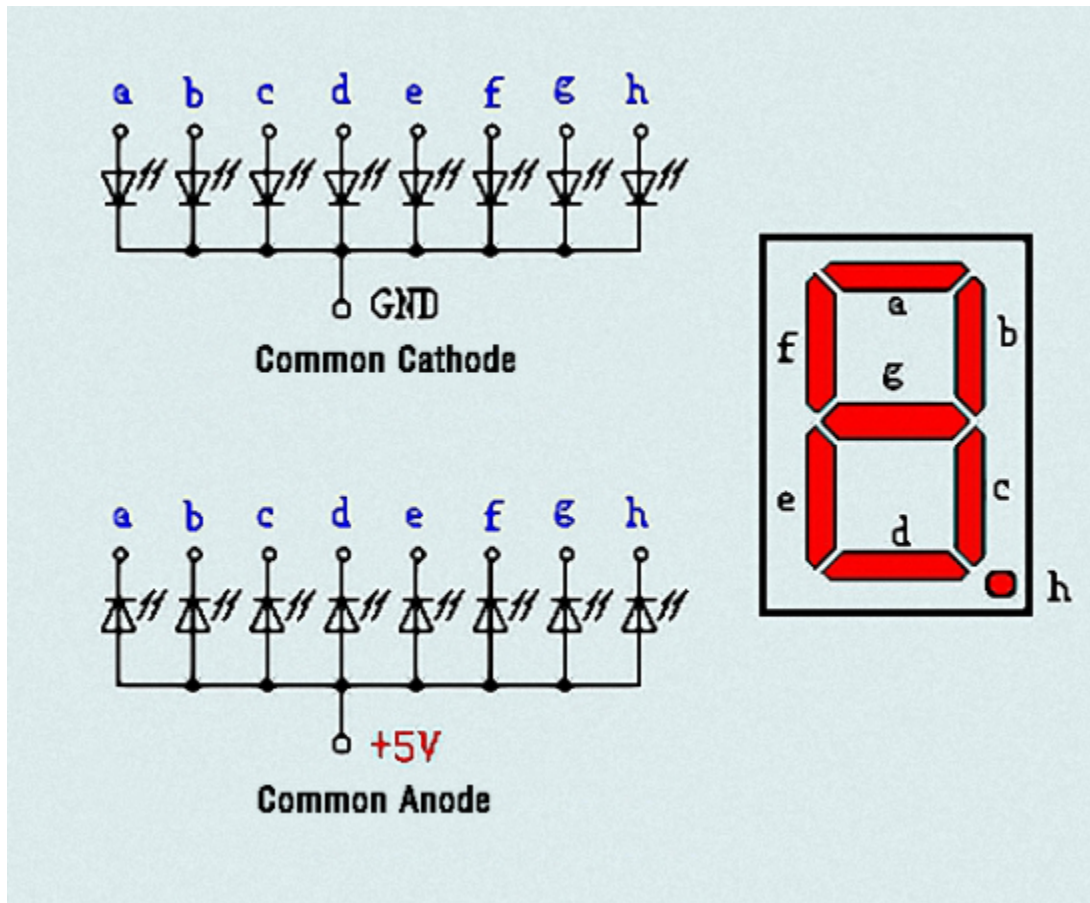 a b c d e f g h
GND
Common Cathode
a b c d e f g h
+5V
Common Anode
a
b
f
g
e
c
d
h